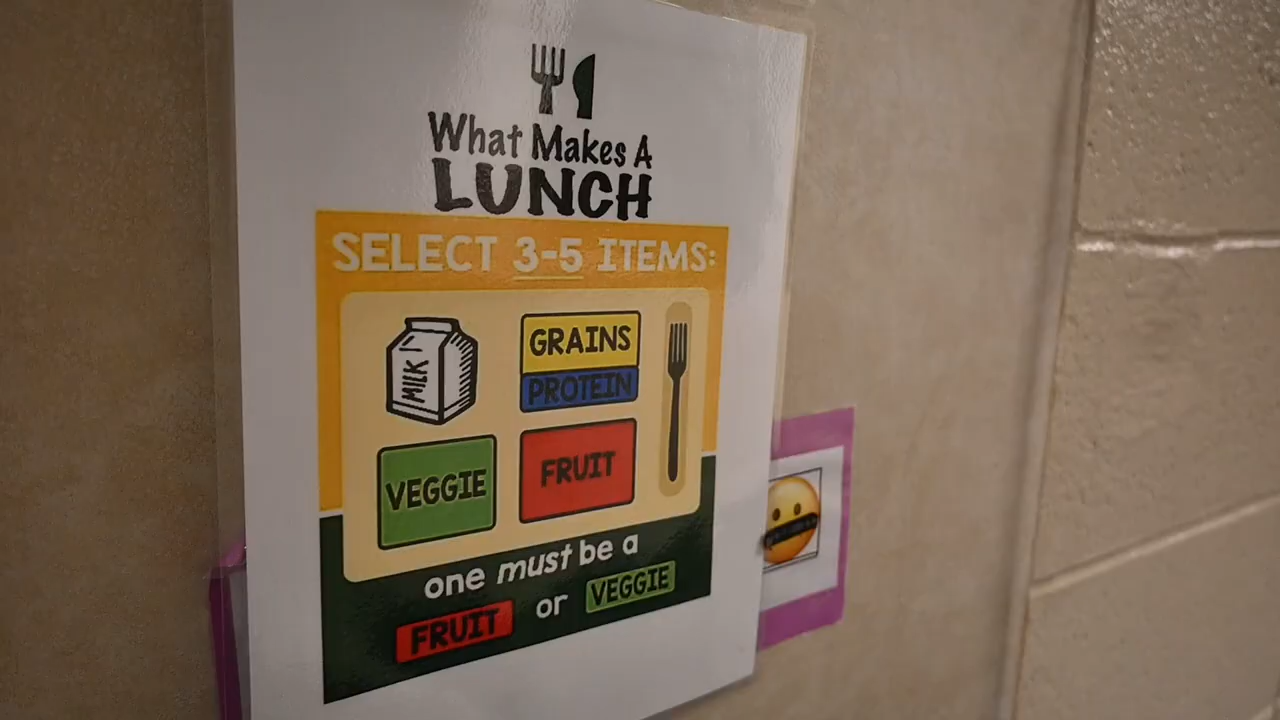 What Makes A
LUNCH
SELECT 3-5 ITEMS:
MILK
GRAINS
PROTEIN
VEGGIE
FRUIT
one must be a
FRUIT or VEGGIE